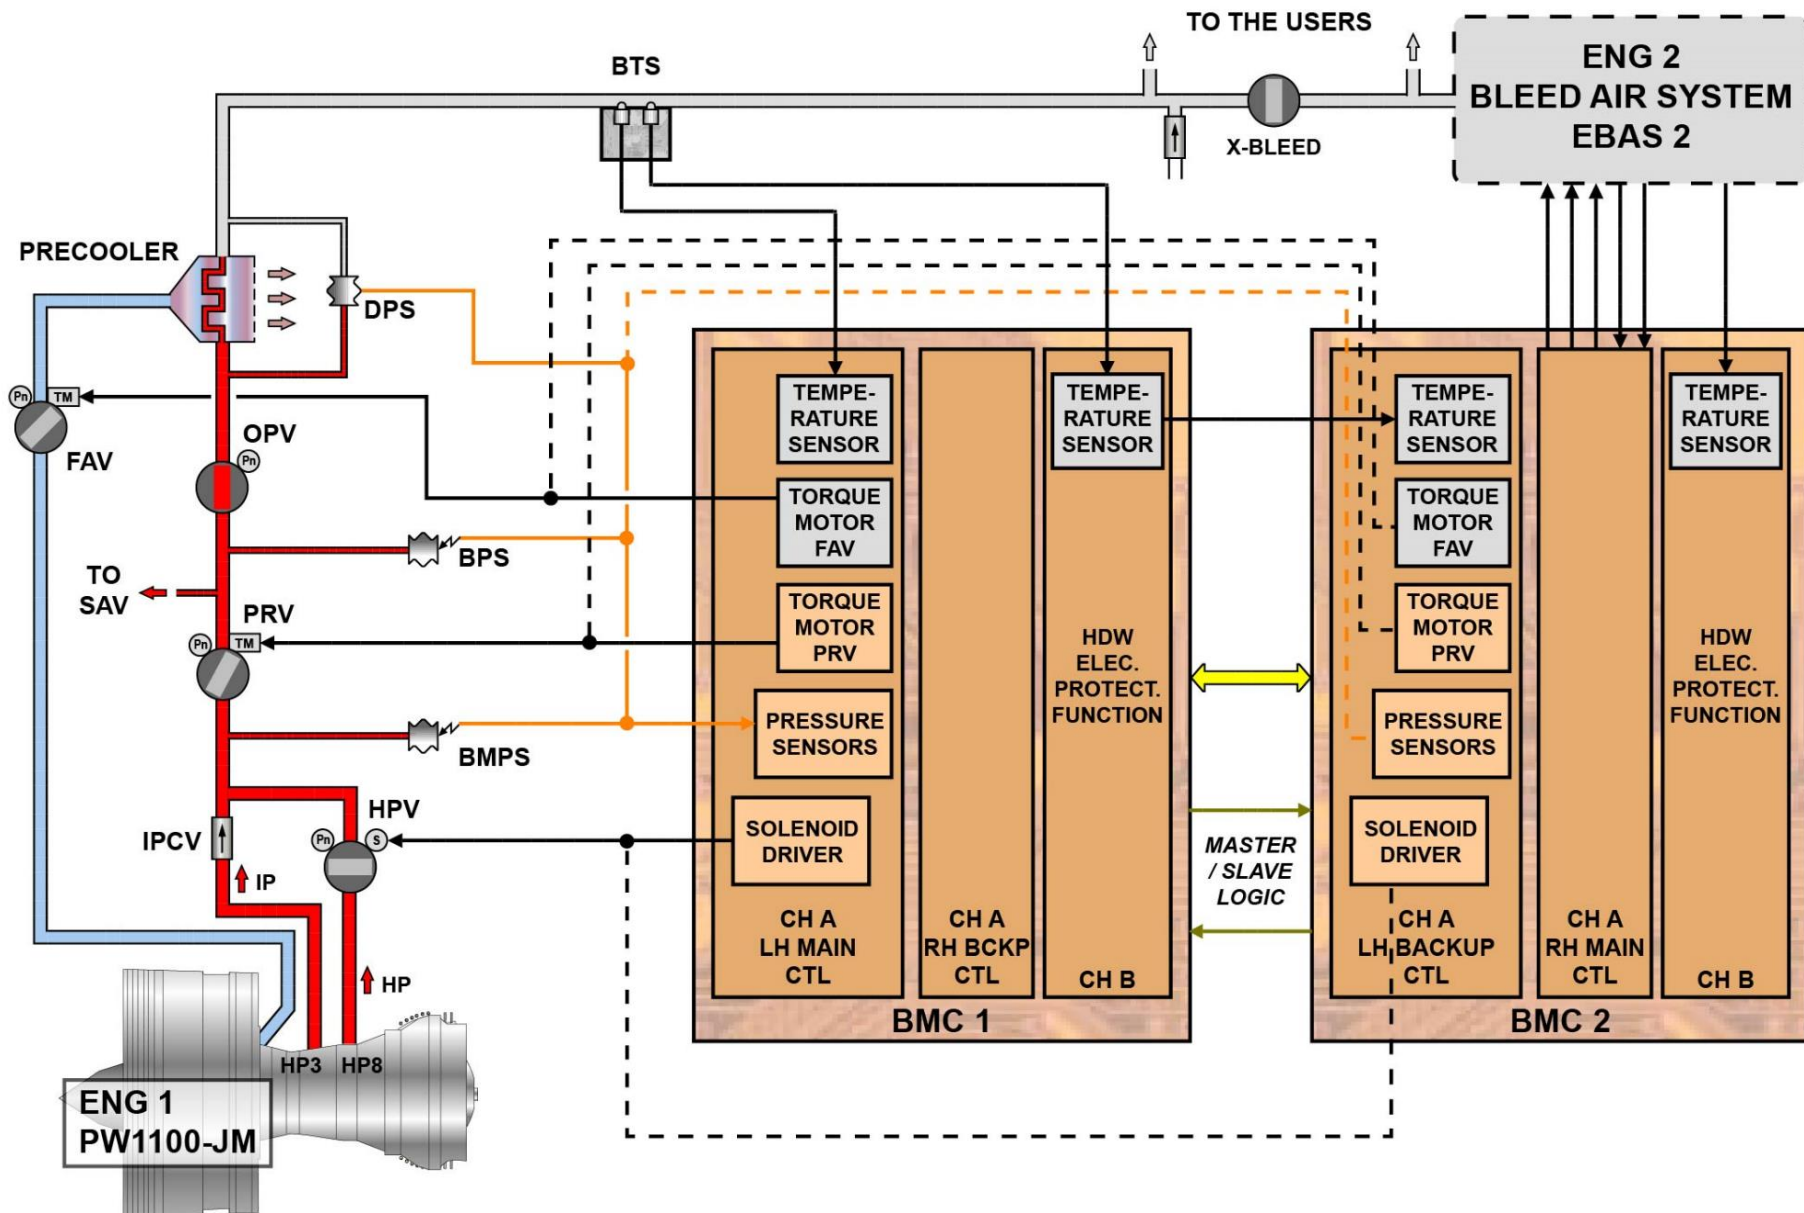 TO THE USERS
BTS
X-BLEED
ENG 2
BLEED AIR SYSTEM
EBAS 2
PRECOOLER
DPS
Pn
TM
FAV
OPV
Pn
BPS
TO
SAV
PRV
Pn
TM
BMPS
HPV
Pn
S
IPCV
IP
HP
HP3
HP8
ENG 1
PW1100-JM
TEMPE-
RATURE
SENSOR
TORQUE
MOTOR
FAV
TORQUE
MOTOR
PRV
PRESSURE
SENSORS
SOLENOID
DRIVER
CH A
LH MAIN
CTL
CH A
RH BCKP
CTL
TEMPE-
RATURE
SENSOR
HDW
ELEC.
PROTECT.
FUNCTION
CH B
BMC 1
MASTER
/ SLAVE
LOGIC
TEMPE-
RATURE
SENSOR
TORQUE
MOTOR
FAV
TORQUE
MOTOR
PRV
PRESSURE
SENSORS
SOLENOID
DRIVER
CH A
LH BACKUP
CTL
CH A
RH MAIN
CTL
TEMPE-
RATURE
SENSOR
HDW
ELEC.
PROTECT.
FUNCTION
CH B
BMC 2